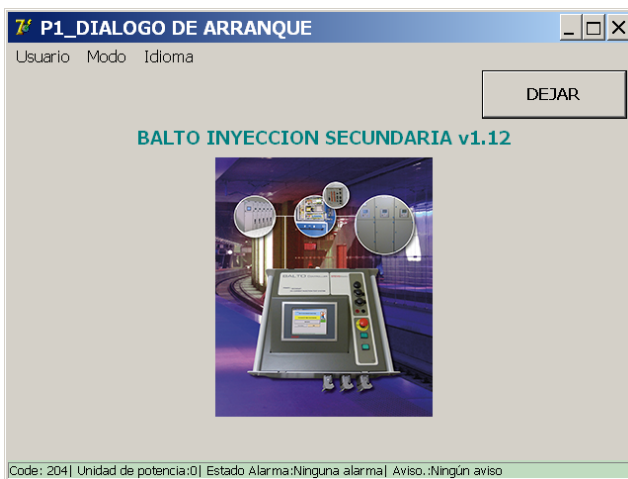 P1_DIALOGO DE ARRANQUE
Usuario Modo Idioma
DEJAR
BALTO INYECCION SECUNDARIA v1.12
Code: 204| Unidad de potencia:0| Estado Alarma:Ninguna alarma| Aviso.:Ningún aviso